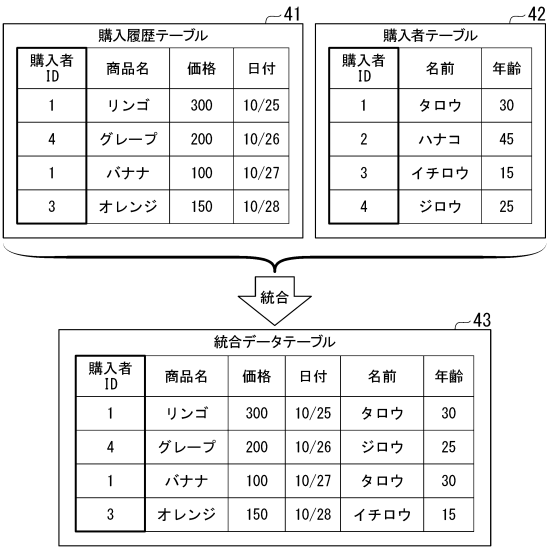 41
購入履歴テーブル
購入者ID 商品名 価格 日付
1 リンゴ 300 10/25
4 グレープ 200 10/26
1 バナナ 100 10/27
3 オレンジ 150 10/28
42
購入者テーブル
購入者ID 名前 年齢
1 タロウ 30
2 ハナコ 45
3 イチロウ 15
4 ジロウ 25
統合
43
統合データテーブル
購入者ID 商品名 価格 日付 名前 年齢
1 リンゴ 300 10/25 タロウ 30
4 グレープ 200 10/26 ジロウ 25
1 バナナ 100 10/27 タロウ 30
3 オレンジ 150 10/28 イチロウ 15